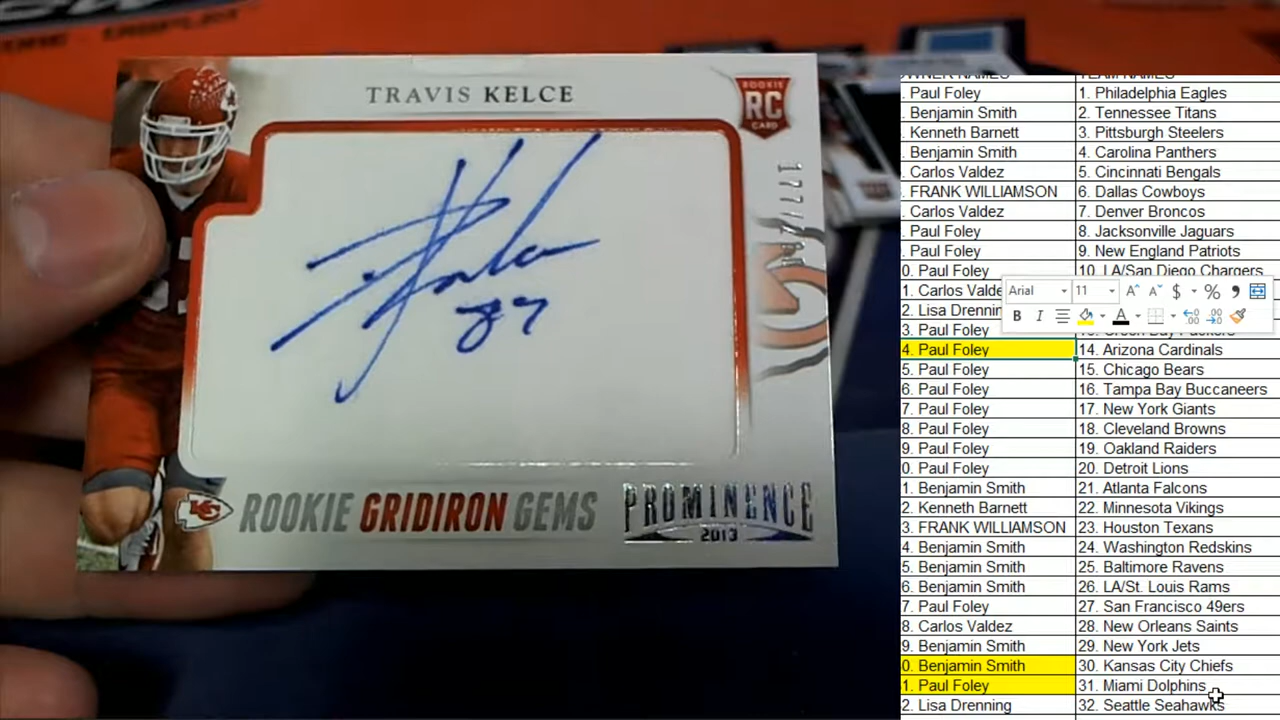 TRAVIS KELCE
ROOKIE
RC
CARD
87
ROOKIE GRIDIRON GEMS
PROMINENCE
2013
OWNER NAMES TEAM NAMES
Paul Foley 1. Philadelphia Eagles
Benjamin Smith 2. Tennessee Titans
Kenneth Barnett 3. Pittsburgh Steelers
Benjamin Smith 4. Carolina Panthers
Carlos Valdez 5. Cincinnati Bengals
FRANK WILLIAMSON 6. Dallas Cowboys
Carlos Valdez 7. Denver Broncos
Paul Foley 8. Jacksonville Jaguars
Paul Foley 9. New England Patriots
0. Paul Foley 10. LA/San Diego Chargers
1. Carlos Valde
Arial 11 $ %
2. Lisa Drennin
B I A
3. Paul Foley 13. Green Bay Packers
4. Paul Foley 14. Arizona Cardinals
5. Paul Foley 15. Chicago Bears
6. Paul Foley 16. Tampa Bay Buccaneers
7. Paul Foley 17. New York Giants
8. Paul Foley 18. Cleveland Browns
9. Paul Foley 19. Oakland Raiders
0. Paul Foley 20. Detroit Lions
1. Benjamin Smith 21. Atlanta Falcons
2. Kenneth Barnett 22. Minnesota Vikings
3. FRANK WILLIAMSON 23. Houston Texans
4. Benjamin Smith 24. Washington Redskins
5. Benjamin Smith 25. Baltimore Ravens
6. Benjamin Smith 26. LA/St. Louis Rams
7. Paul Foley 27. San Francisco 49ers
8. Carlos Valdez 28. New Orleans Saints
9. Benjamin Smith 29. New York Jets
0. Benjamin Smith 30. Kansas City Chiefs
1. Paul Foley 31. Miami Dolphins
2. Lisa Drenning 32. Seattle Seahawks